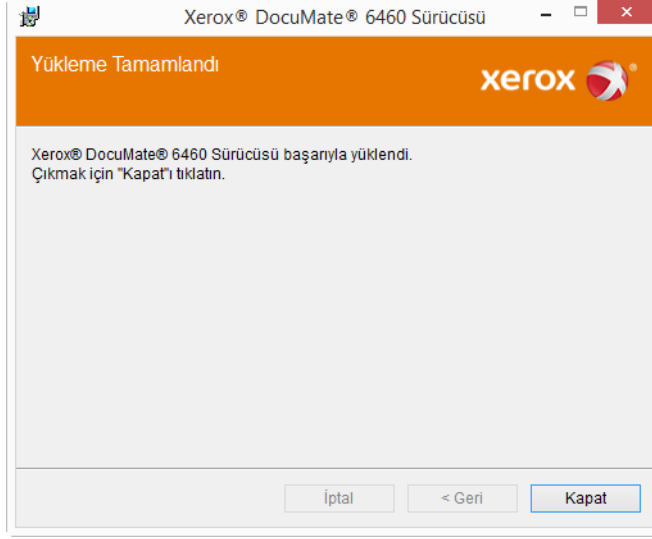 Xerox® DocuMate® 6460 Sürücüsü
Yükleme Tamamlandı
xerox
Xerox® DocuMate® 6460 Sürücüsü başarıyla yüklendi.
Çıkmak için "Kapat"ı tıklatın.
İptal
< Geri
Kapat